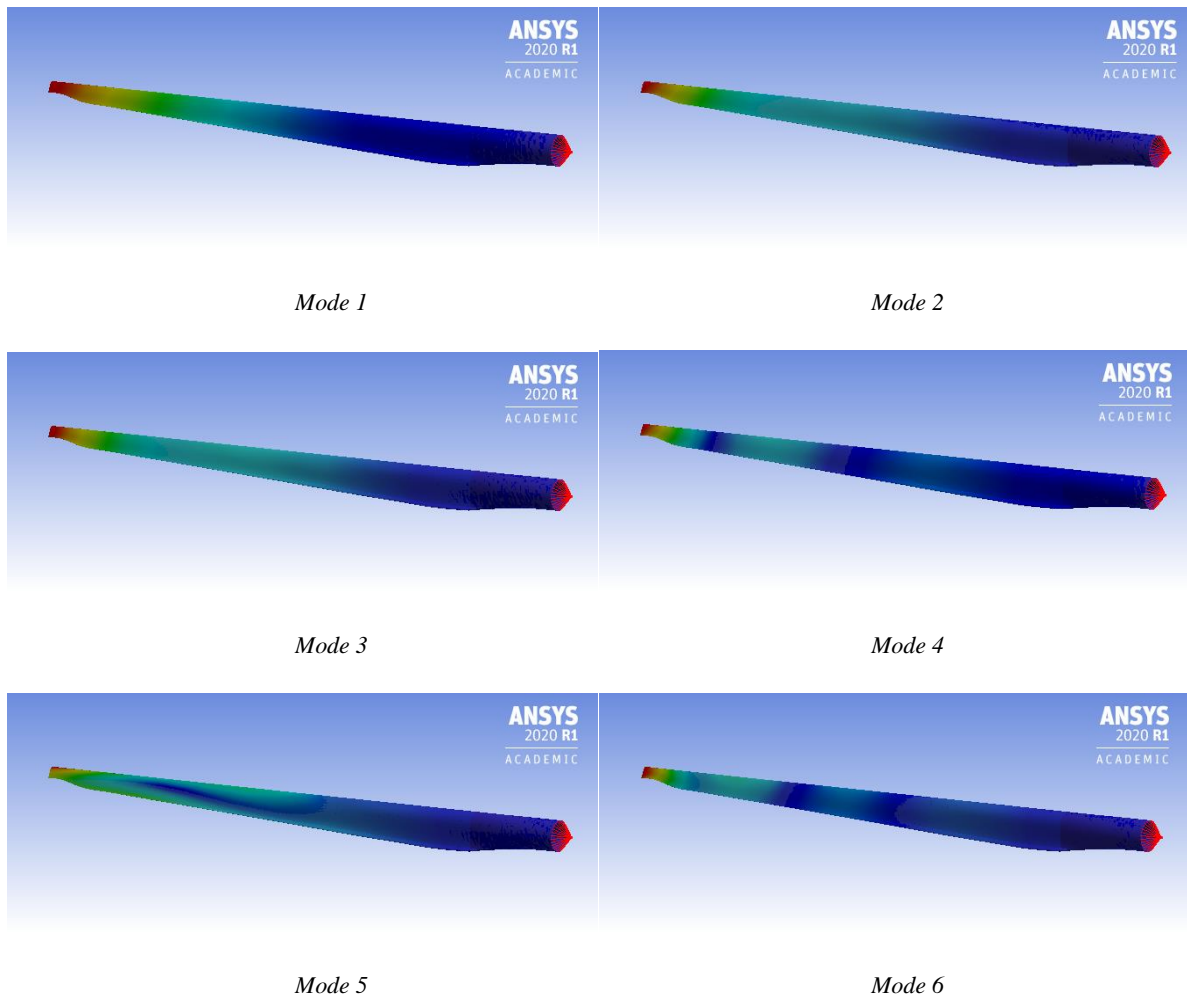 ANSYS
2020 R1
ACADEMIC
ANSYS
2020 R1
ACADEMIC
Mode 1
Mode 2
ANSYS
2020 R1
ACADEMIC
ANSYS
2020 R1
ACADEMIC
Mode 3
Mode 4
ANSYS
2020 R1
ACADEMIC
ANSYS
2020 R1
ACADEMIC
Mode 5
Mode 6